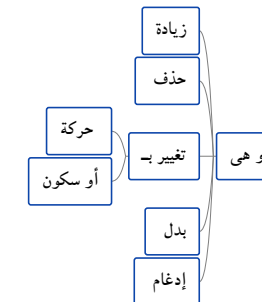 و هى
زيادة
حذف
تغيير بـ
حركة
أو سكون
بدل
إدغام